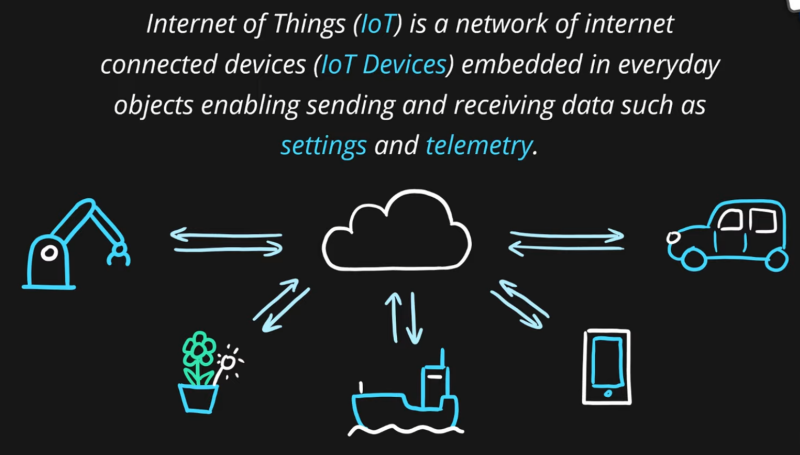 Internet of Things (IoT) is a network of internet
connected devices (IoT Devices) embedded in everyday
objects enabling sending and receiving data such as
settings and telemetry.